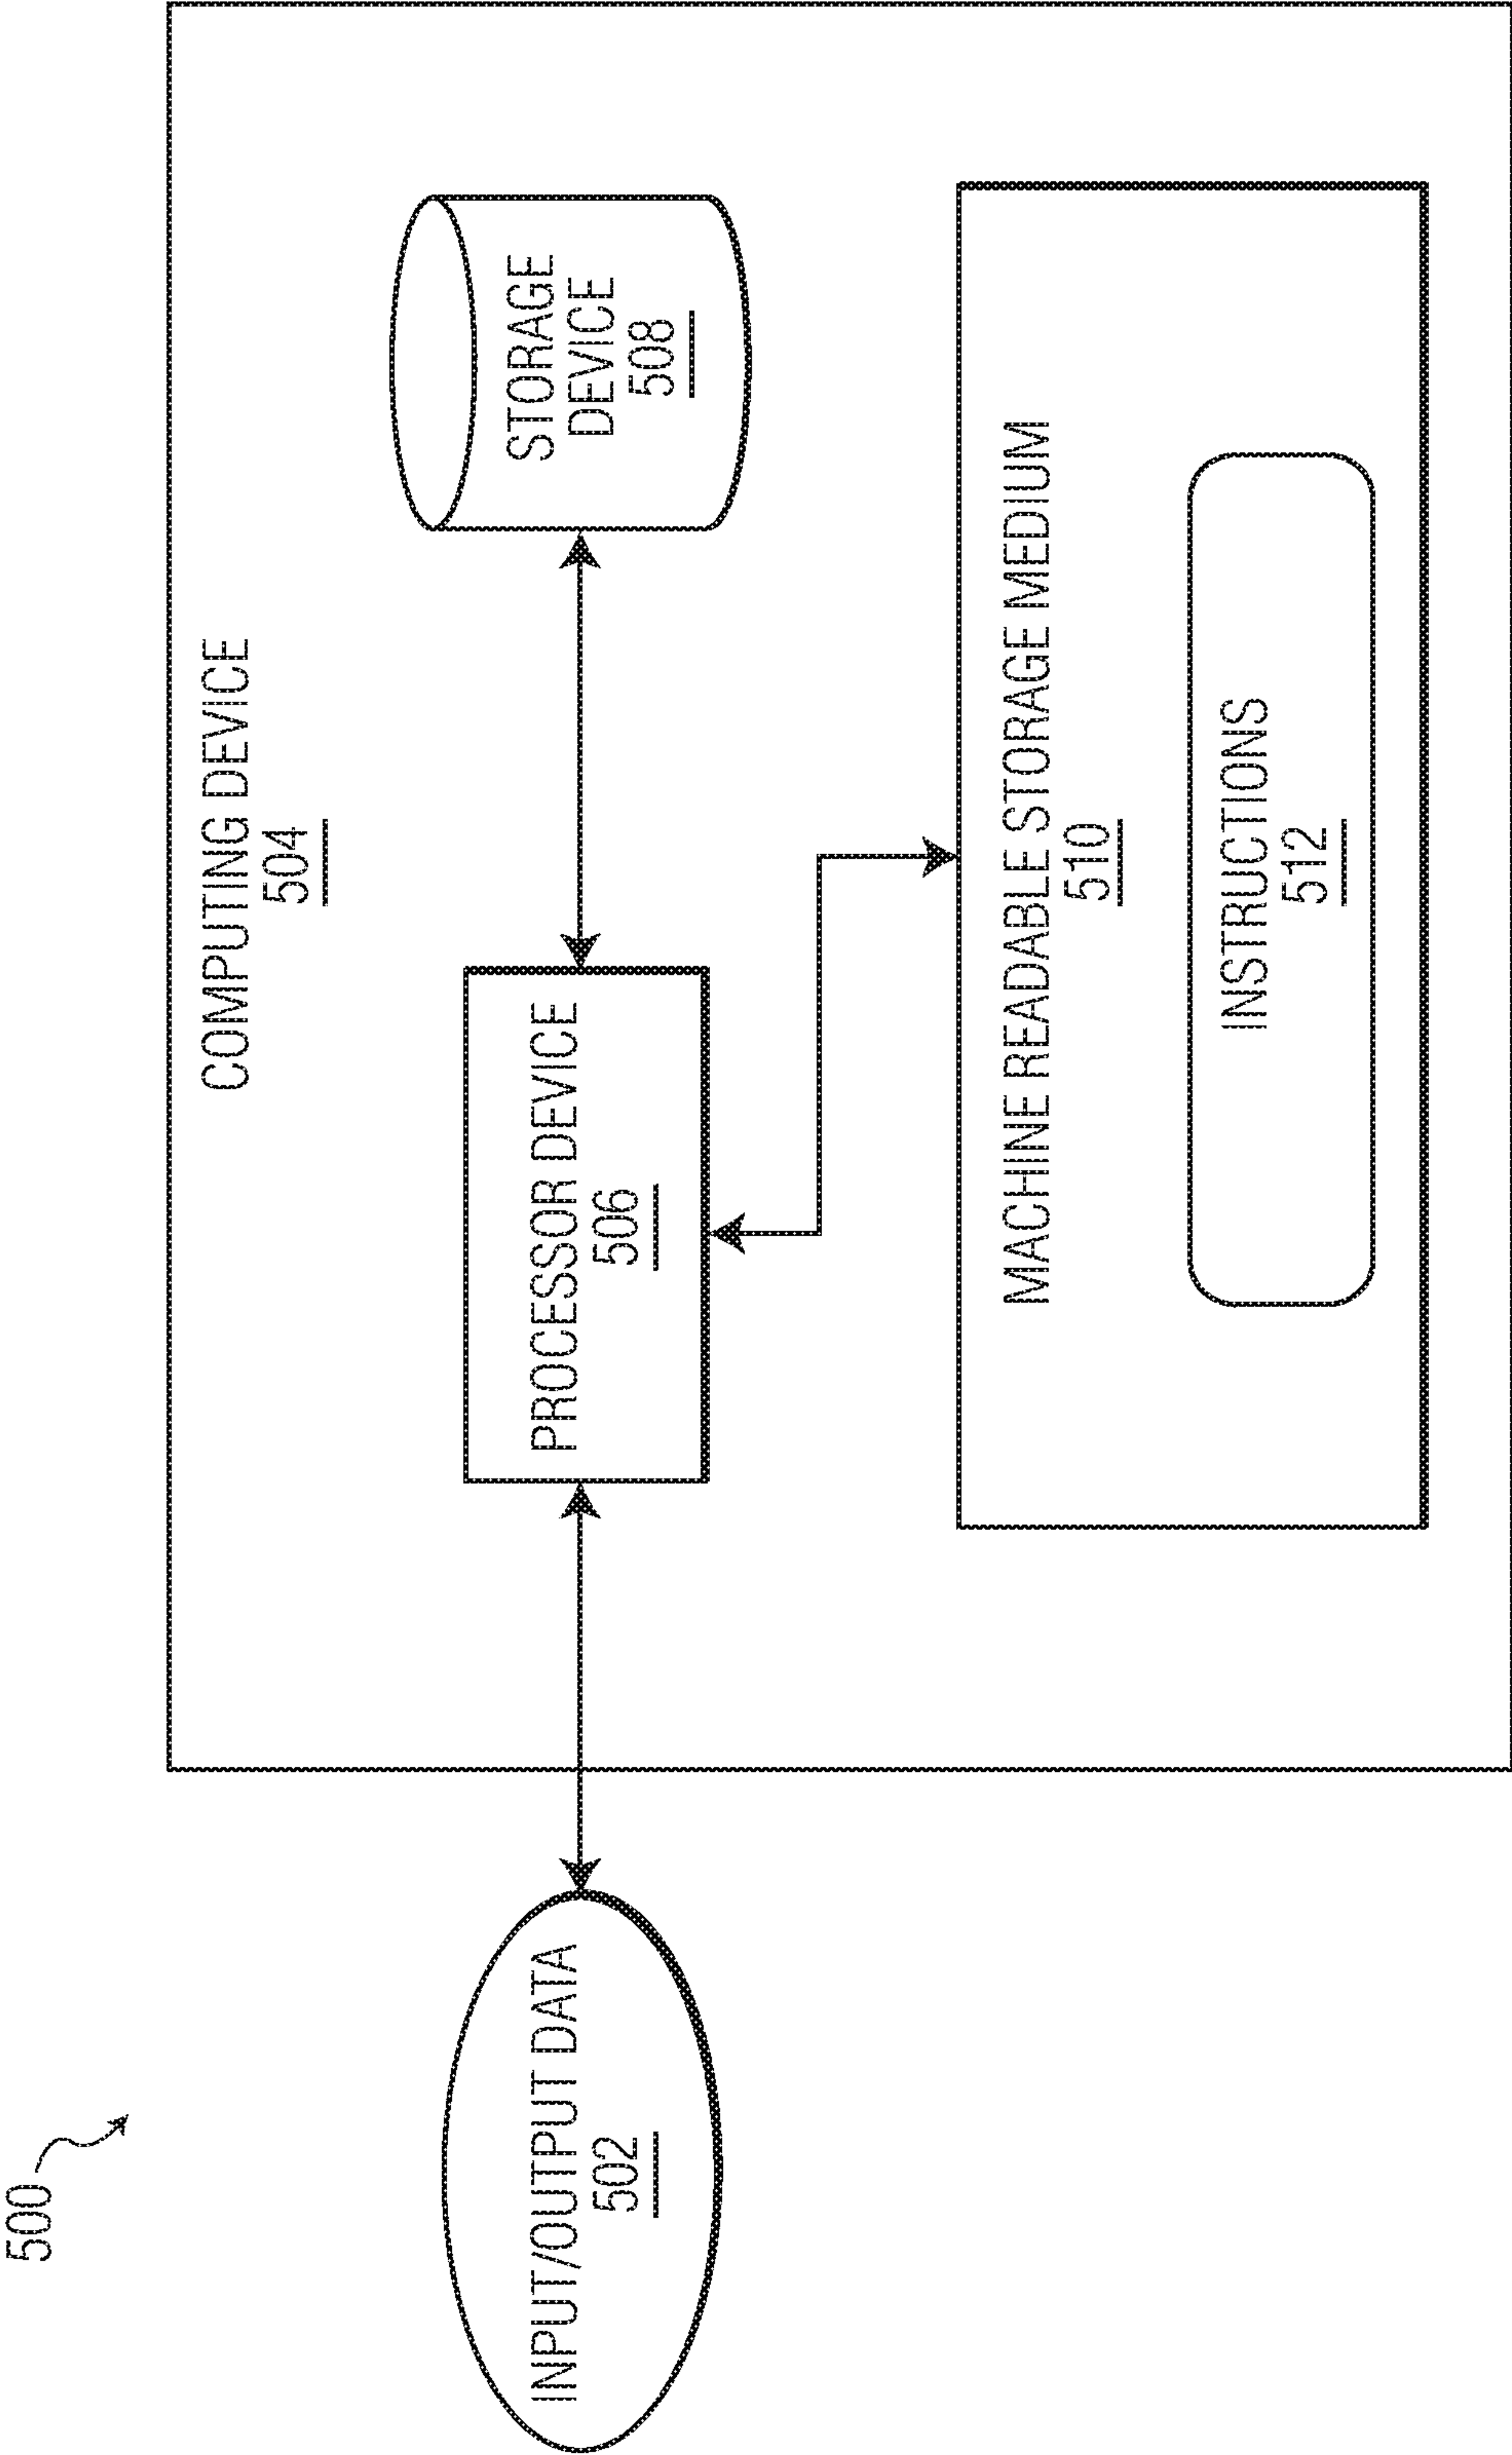 500
COMPUTING DEVICE
504
INPUT/OUTPUT DATA
502
PROCESSOR DEVICE
506
STORAGE
DEVICE
508
MACHINE READABLE STORAGE MEDIUM
510
INSTRUCTIONS
512